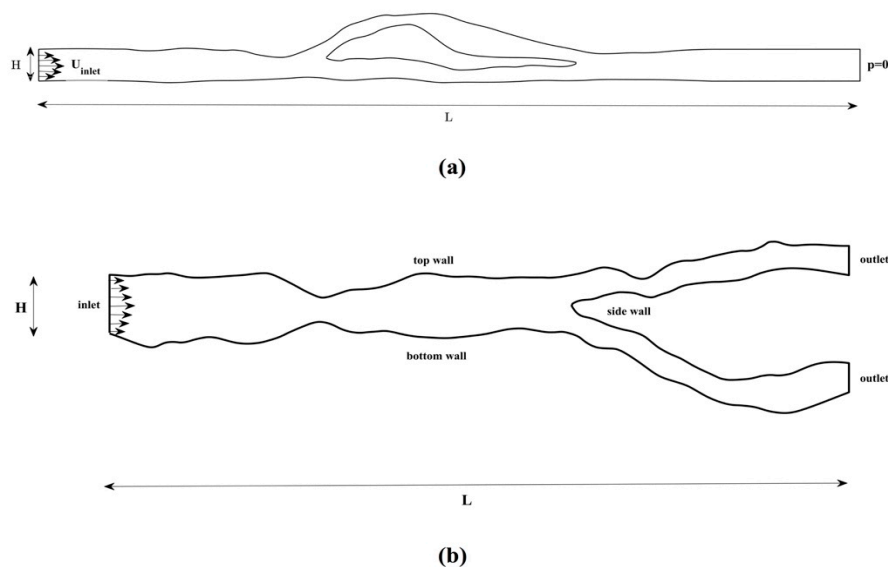 H
U_inlet
p=0
L
(a)
top wall
outlet
H
inlet
side wall
bottom wall
outlet
L
(b)